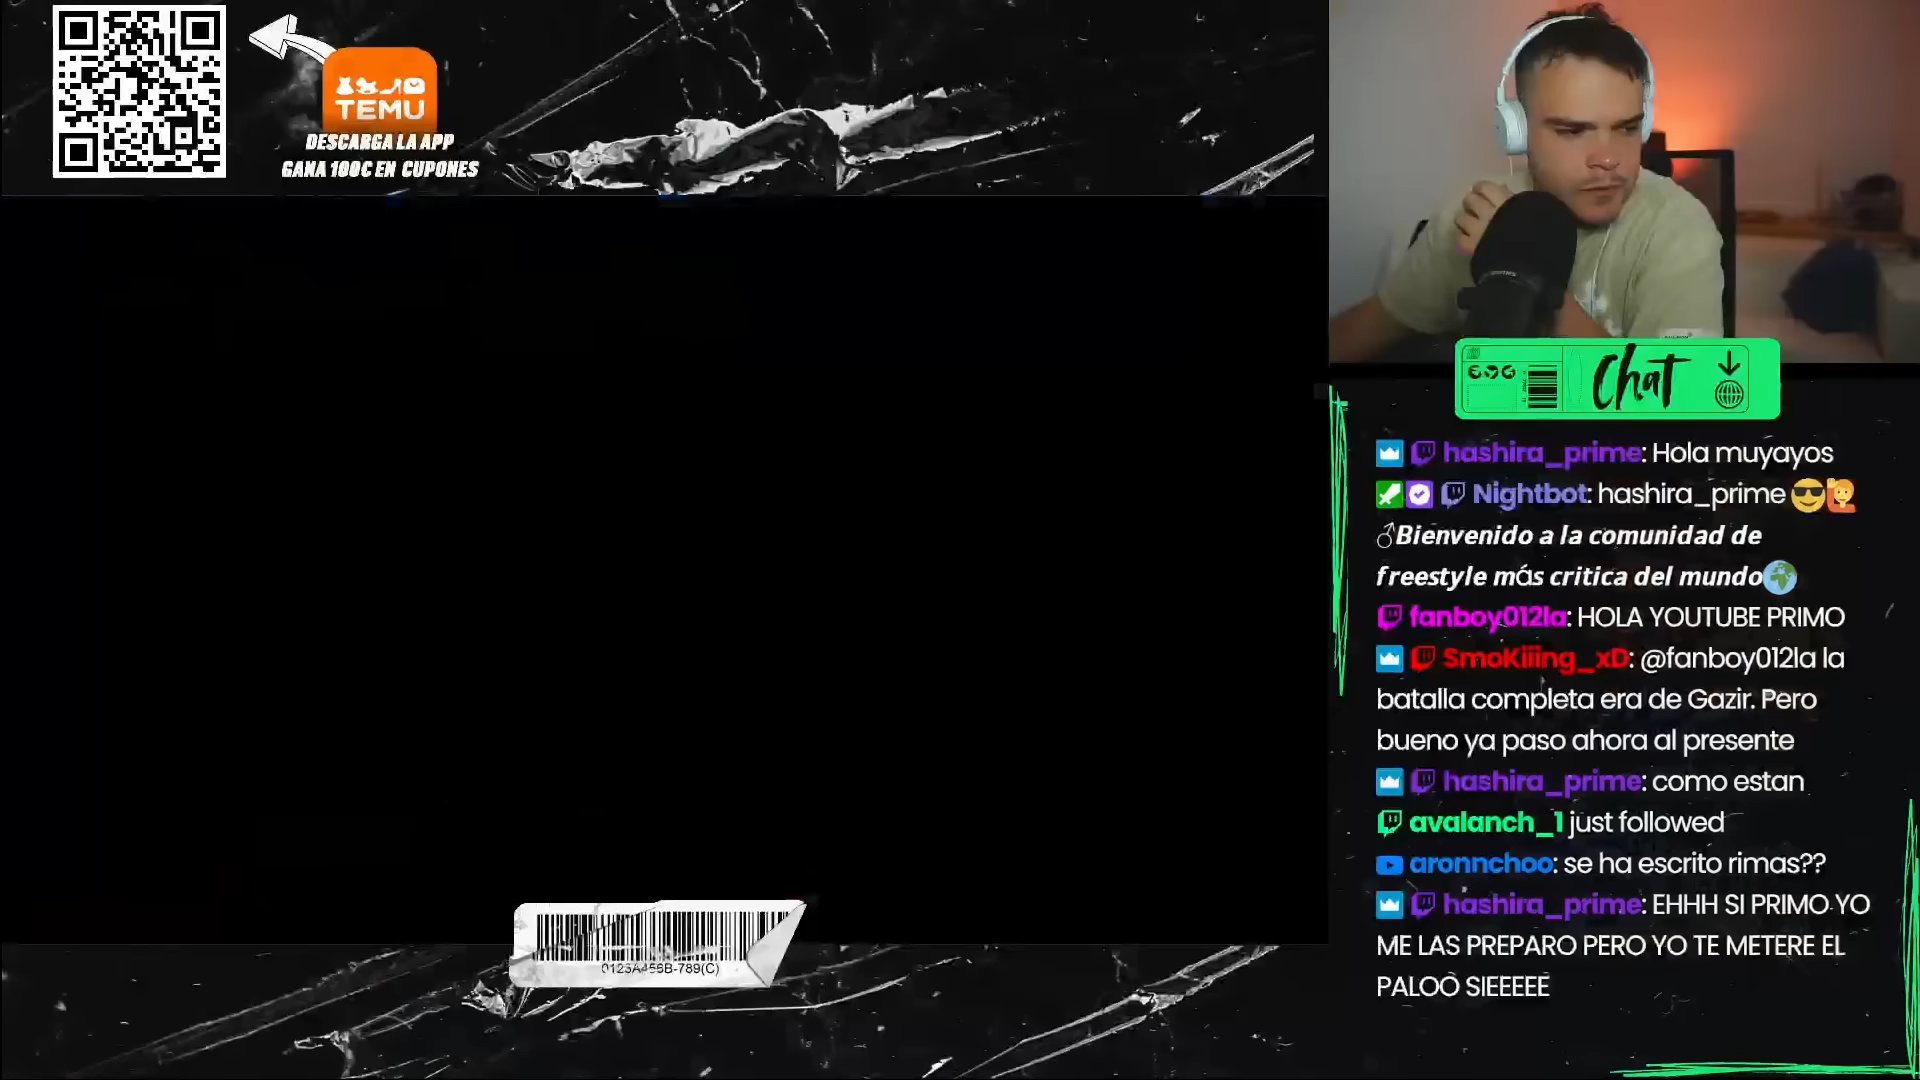 TEMU
DESCARGA LA APP
GANA 100€ EN CUPONES
Chat
hashira_prime: Hola muyayos
Nightbot: hashira_prime 😎🙋
♂Bienvenido a la comunidad de
freestyle más critica del mundo🌍
fanboy012la: HOLA YOUTUBE PRIMO
SmoKiiing_xD: @fanboy012la la
batalla completa era de Gazir. Pero
bueno ya paso ahora al presente
hashira_prime: como estan
avalanch_1 just followed
aronnchoo: se ha escrito rimas??
hashira_prime: EHHH SI PRIMO YO
ME LAS PREPARO PERO YO TE METERE EL
PALOO SIEEEEE
0125A456B-789(C)